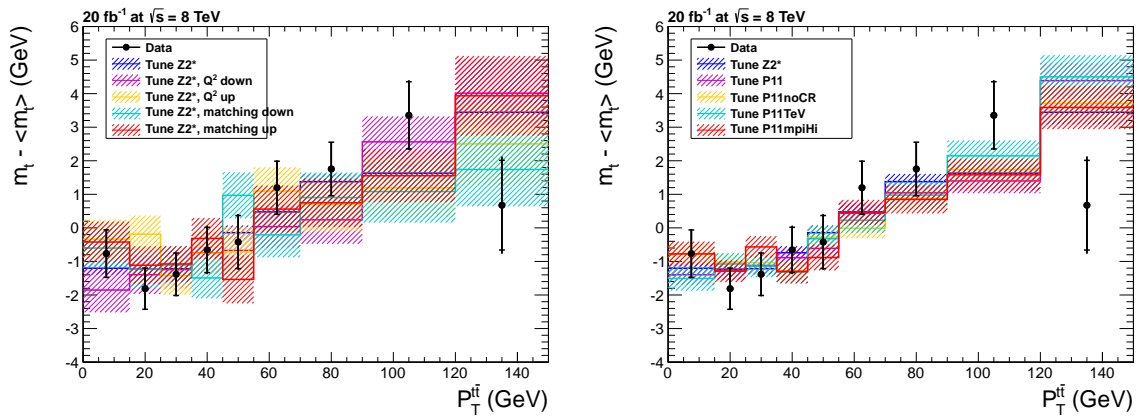 20 fb⁻¹ at √s = 8 TeV
m_t - <m_t> (GeV)
6
5
4
3
2
1
0
-1
-2
-3
-4
Data
Tune Z2*
Tune Z2*, Q² down
Tune Z2*, Q² up
Tune Z2*, matching down
Tune Z2*, matching up
0 20 40 60 80 100 120 140
P_T^{tt̄} (GeV)
20 fb⁻¹ at √s = 8 TeV
m_t - <m_t> (GeV)
6
5
4
3
2
1
0
-1
-2
-3
-4
Data
Tune Z2*
Tune P11
Tune P11noCR
Tune P11TeV
Tune P11mpiHi
0 20 40 60 80 100 120 140
P_T^{tt̄} (GeV)